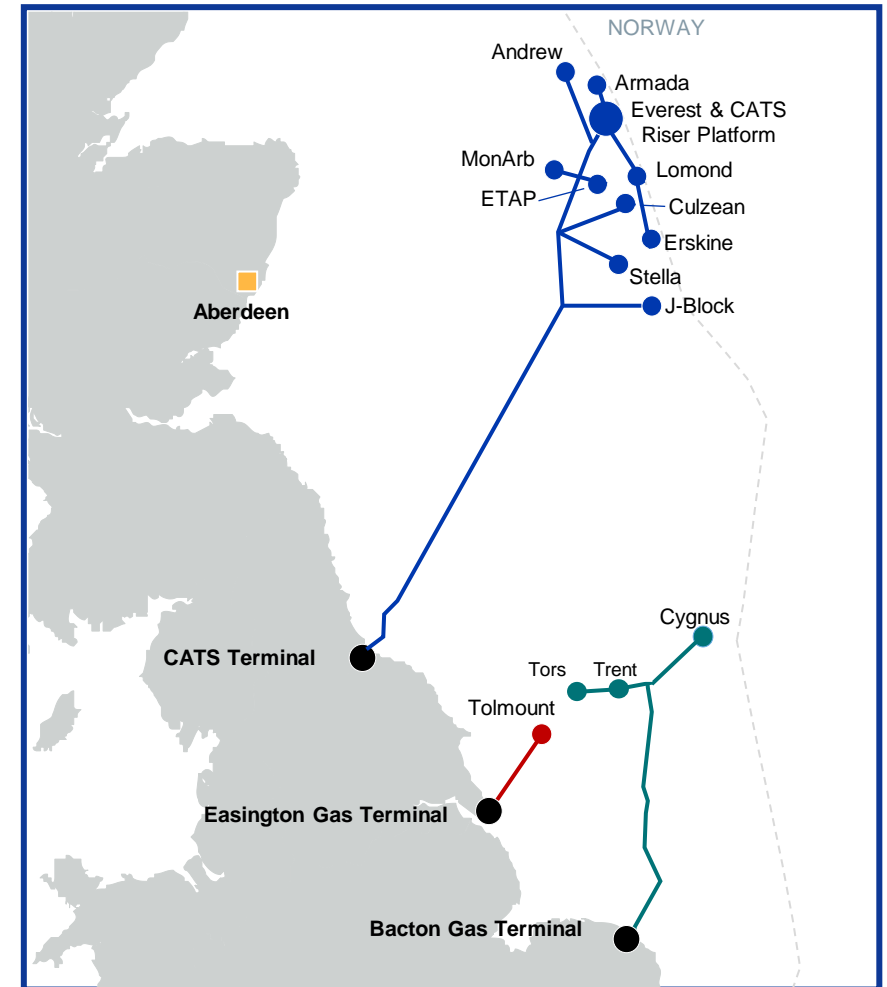 NORWAY
Andrew
Armada
Everest & CATS
Riser Platform
MonArb
Lomond
ETAP
Culzean
Erskine
Stella
Aberdeen
J-Block
Cygnus
CATS Terminal
Tors
Trent
Tolmount
Easington Gas Terminal
Bacton Gas Terminal